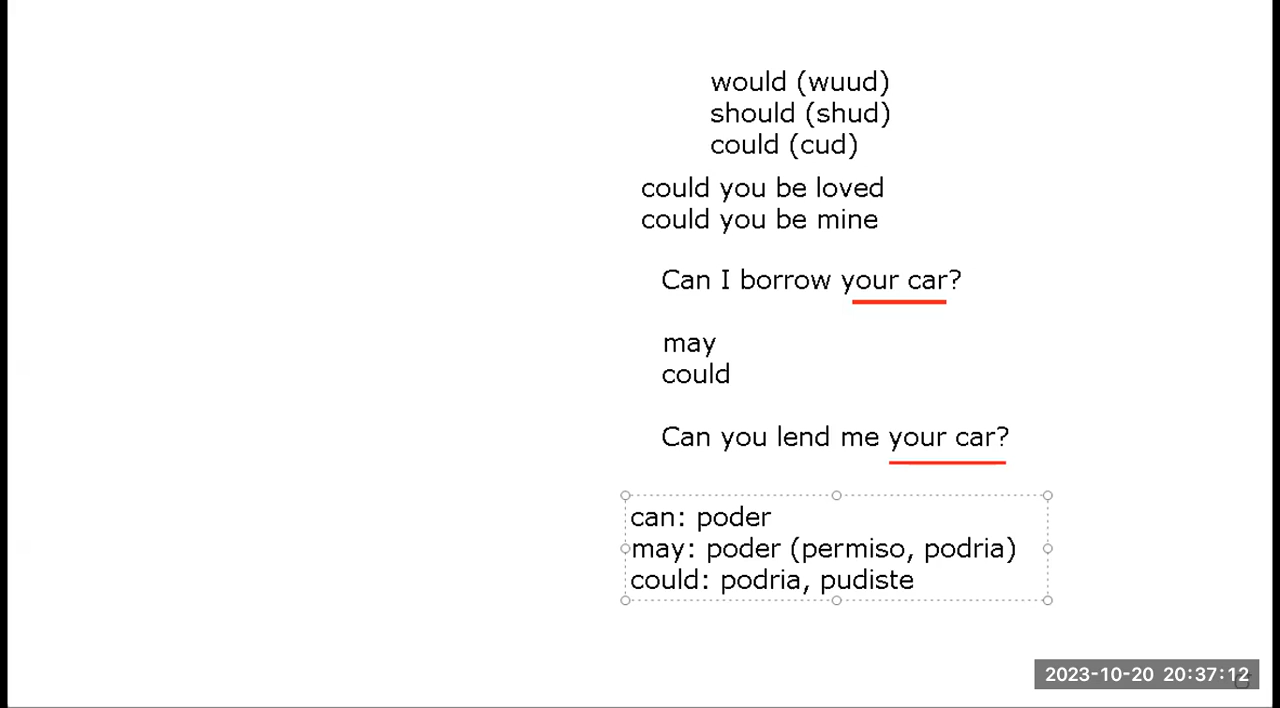 would (wuud)
should (shud)
could (cud)
could you be loved
could you be mine
Can I borrow your car?
may
could
Can you lend me your car?
can: poder
may: poder (permiso, podria)
could: podria, pudiste
2023-10-20 20:37:12